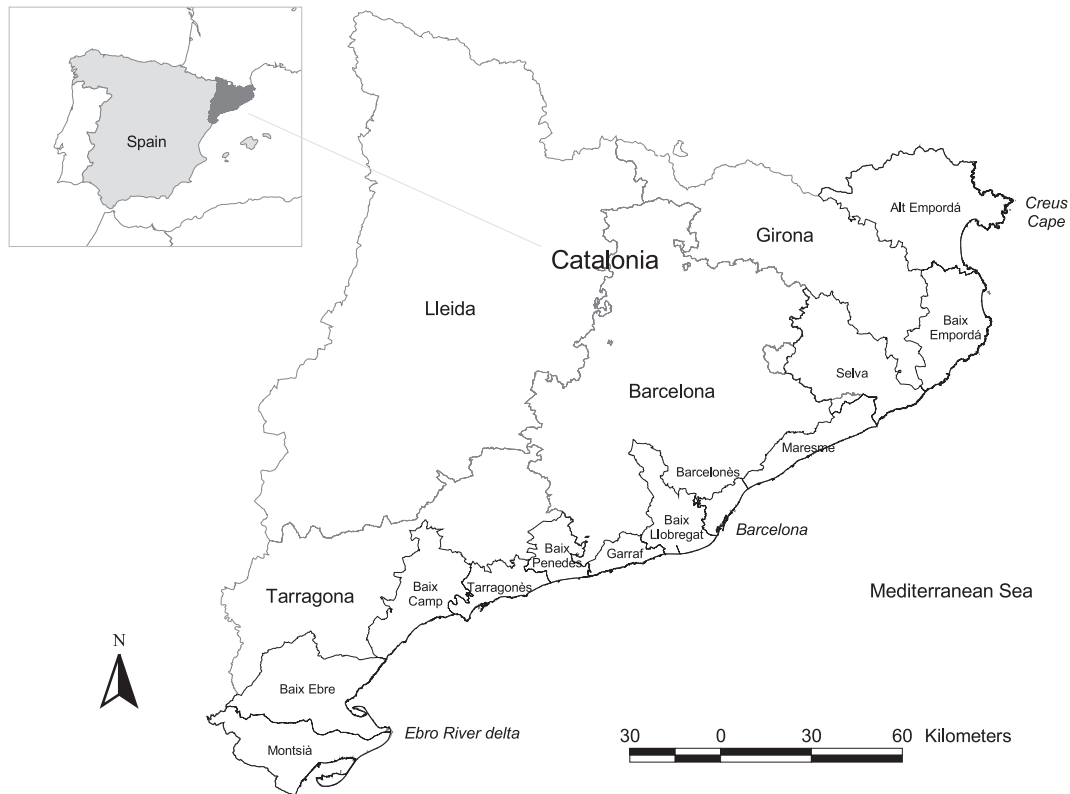 Spain
Catalonia
Creus
Cape
Alt Empordá
Girona
Lleida
Baix
Empordá
Selva
Barcelona
Maresme
Barcelonès
Baix
Llobregat
Barcelona
Baix
Penedès
Garraf
Mediterranean Sea
Tarragona
Baix
Camp
Tarragonès
N
Baix Ebre
Ebro River delta
Montsià
30 0 30 60 Kilometers